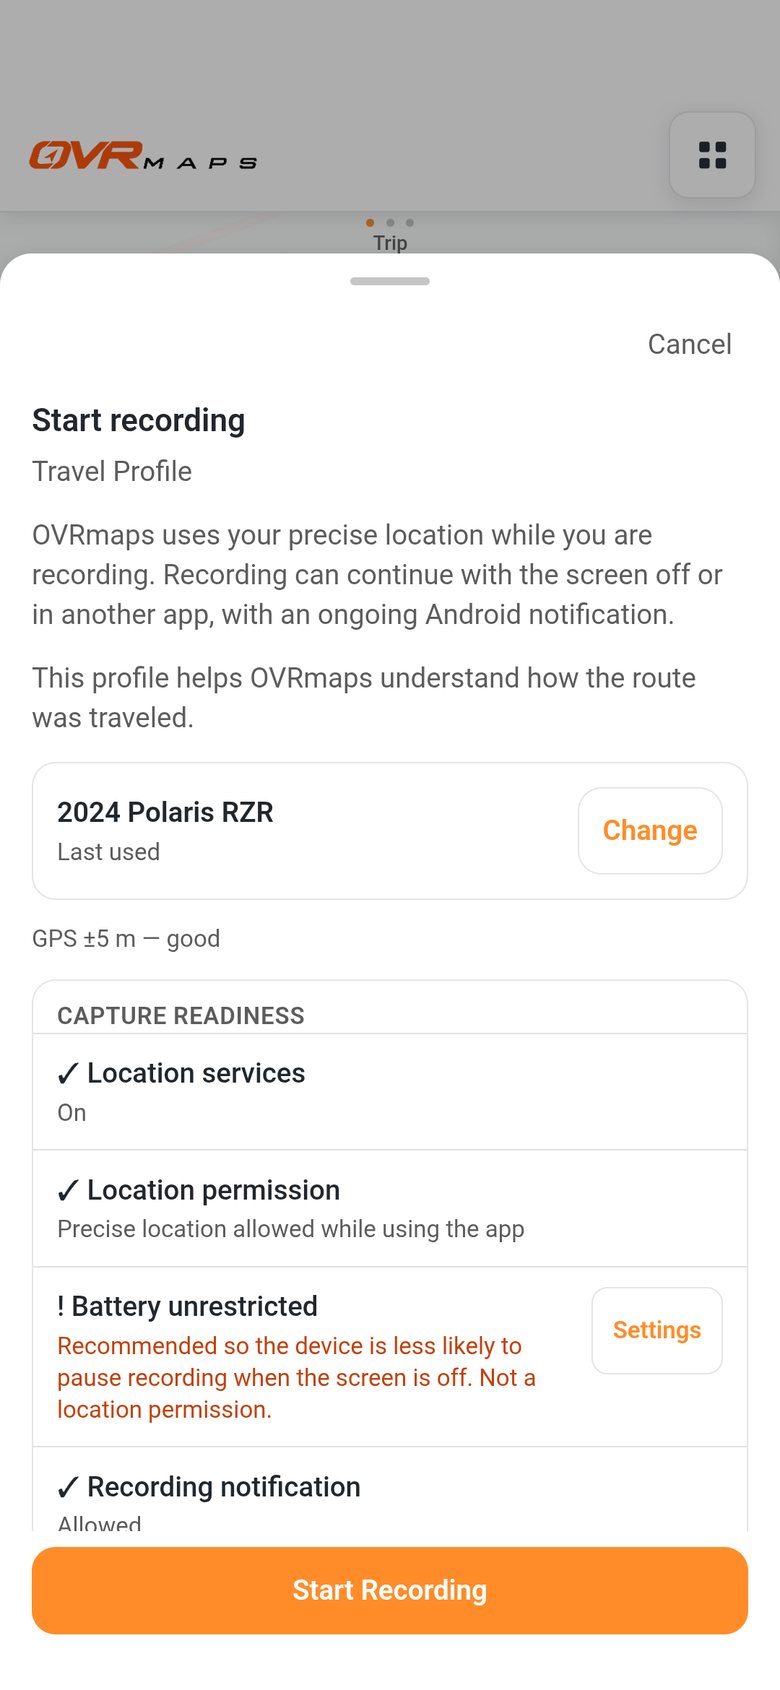 OVR MAPS
Trip
Cancel
Start recording
Travel Profile
OVRmaps uses your precise location while you are
recording. Recording can continue with the screen off or
in another app, with an ongoing Android notification.
This profile helps OVRmaps understand how the route
was traveled.
2024 Polaris RZR
Last used
Change
GPS ±5 m — good
CAPTURE READINESS
✓ Location services
On
✓ Location permission
Precise location allowed while using the app
! Battery unrestricted
Recommended so the device is less likely to
pause recording when the screen is off. Not a
location permission.
Settings
✓ Recording notification
Allowed
Start Recording